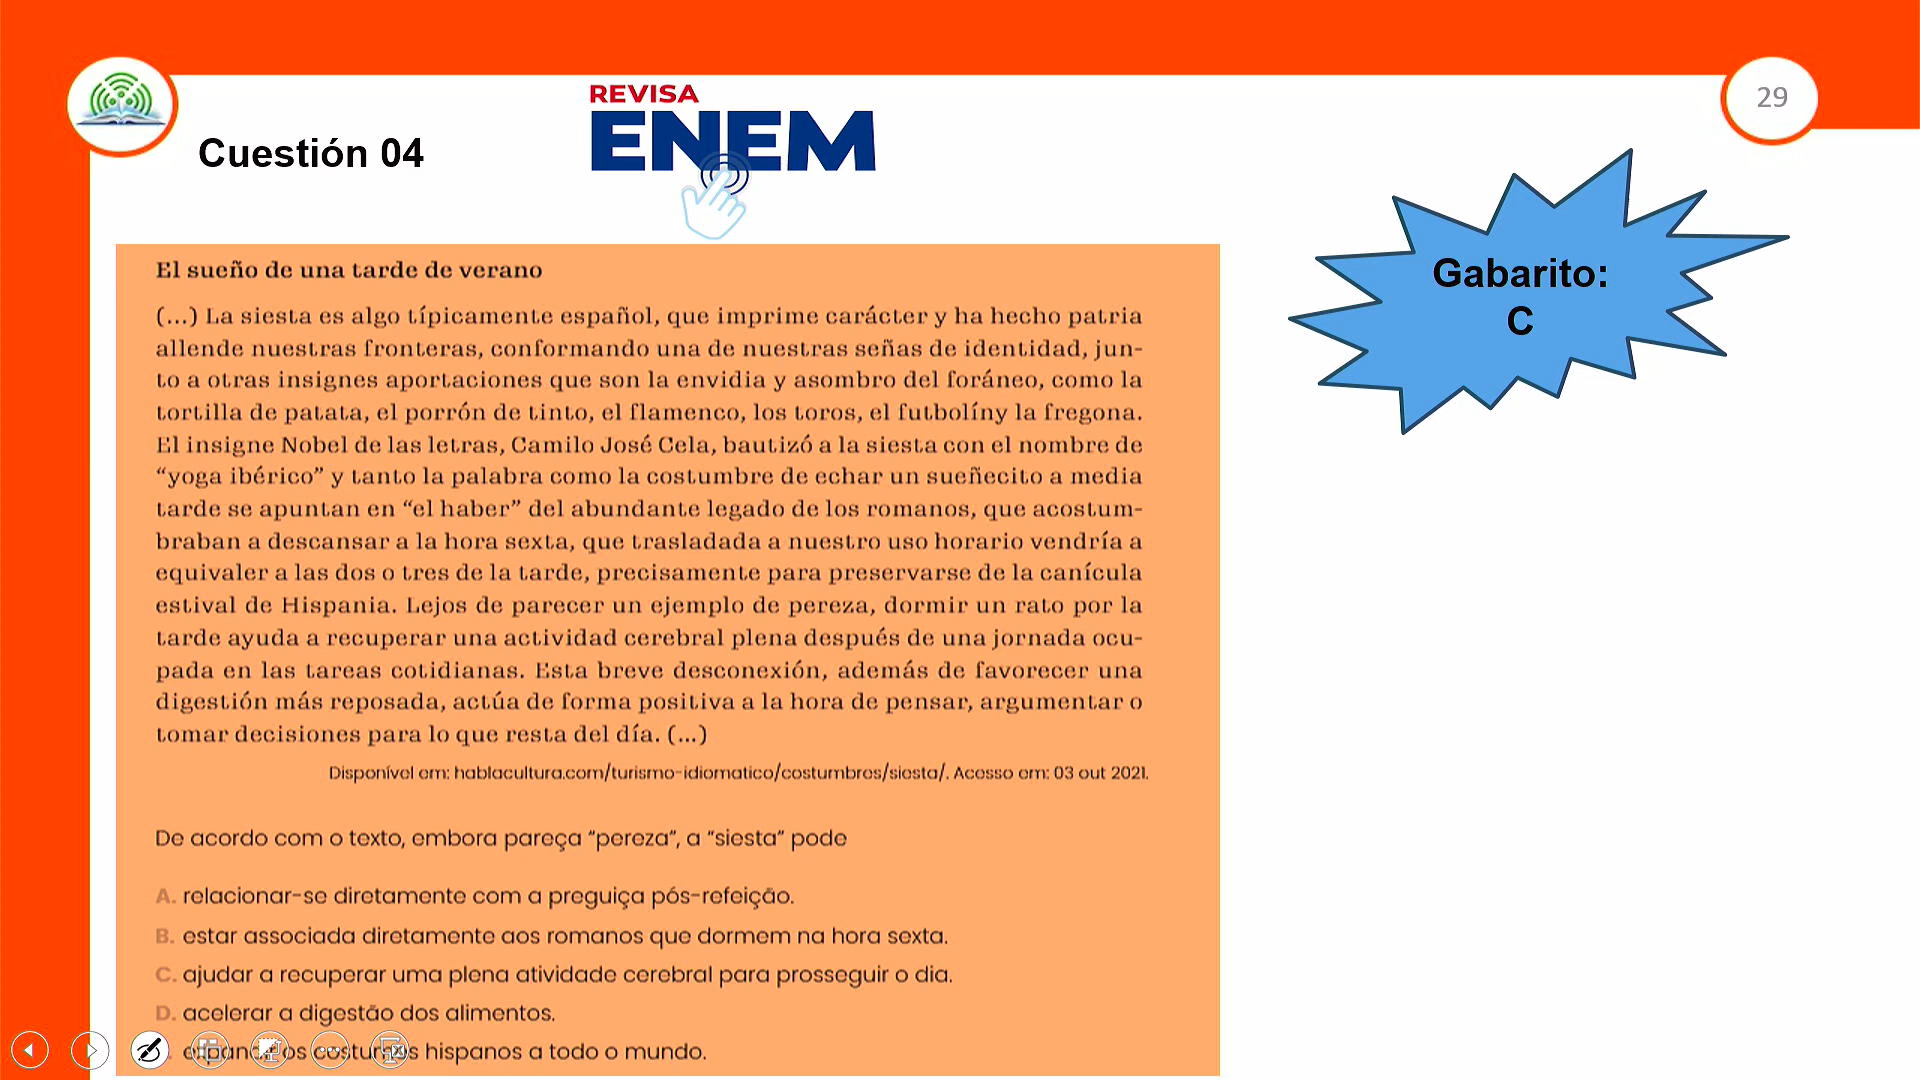 29
REVISA
ENEM
Cuestión 04
Gabarito:
C
El sueño de una tarde de verano
(...) La siesta es algo típicamente español, que imprime carácter y ha hecho patria
allende nuestras fronteras, conformando una de nuestras señas de identidad, jun-
to a otras insignes aportaciones que son la envidia y asombro del foráneo, como la
tortilla de patata, el porrón de tinto, el flamenco, los toros, el futbolíny la fregona.
El insigne Nobel de las letras, Camilo José Cela, bautizó a la siesta con el nombre de
“yoga ibérico” y tanto la palabra como la costumbre de echar un sueñecito a media
tarde se apuntan en “el haber” del abundante legado de los romanos, que acostum-
braban a descansar a la hora sexta, que trasladada a nuestro uso horario vendría a
equivaler a las dos o tres de la tarde, precisamente para preservarse de la canícula
estival de Hispania. Lejos de parecer un ejemplo de pereza, dormir un rato por la
tarde ayuda a recuperar una actividad cerebral plena después de una jornada ocu-
pada en las tareas cotidianas. Esta breve desconexión, además de favorecer una
digestión más reposada, actúa de forma positiva a la hora de pensar, argumentar o
tomar decisiones para lo que resta del día. (...)
Disponível em: hablacultura.com/turismo-idiomatico/costumbres/siesta/. Acesso em: 03 out 2021.
De acordo com o texto, embora pareça “pereza”, a “siesta” pode
A. relacionar-se diretamente com a preguiça pós-refeição.
B. estar associada diretamente aos romanos que dormem na hora sexta.
C. ajudar a recuperar uma plena atividade cerebral para prosseguir o dia.
D. acelerar a digestão dos alimentos.
os costumes hispanos a todo o mundo.